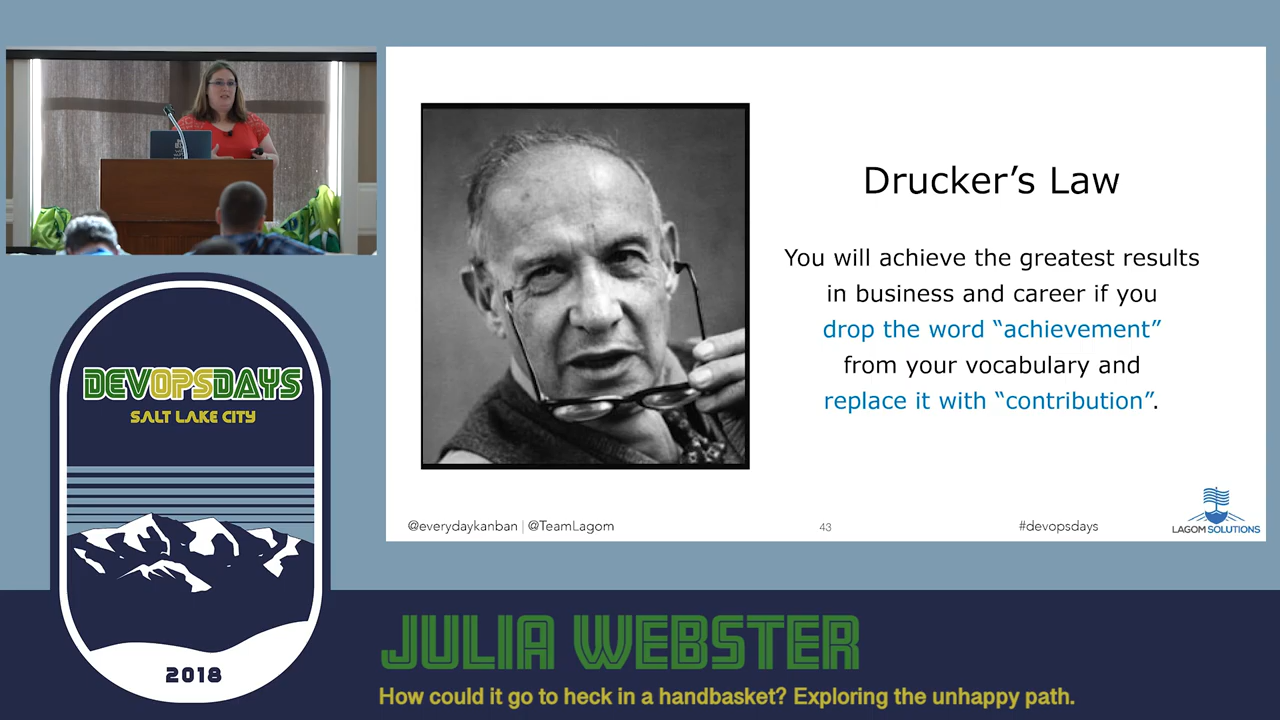 Drucker’s Law
You will achieve the greatest results
in business and career if you
drop the word “achievement”
from your vocabulary and
replace it with “contribution”.
@everydaykanban | @TeamLagom
43
#devopsdays
LAGOM SOLUTIONS
DEVOPSDAYS
SALT LAKE CITY
2018
JULIA WEBSTER
How could it go to heck in a handbasket? Exploring the unhappy path.